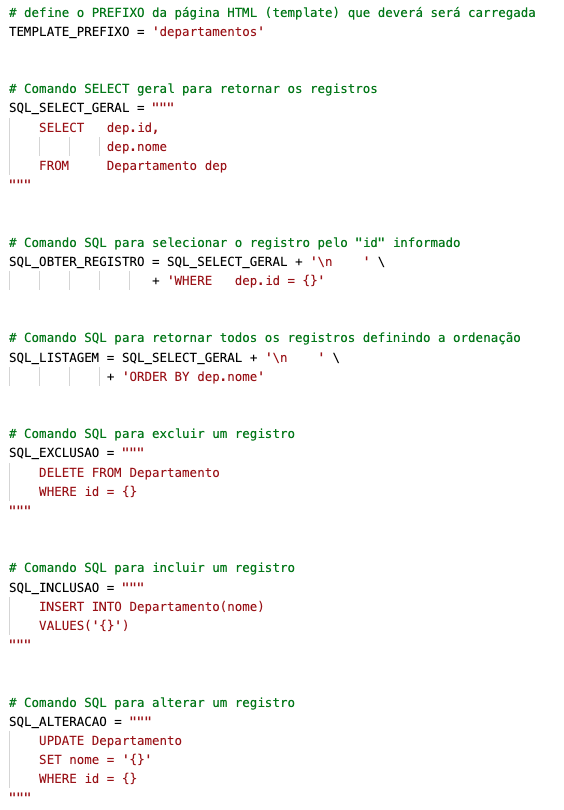 # define o PREFIXO da página HTML (template) que deverá será carregada
TEMPLATE_PREFIXO = 'departamentos'
# Comando SELECT geral para retornar os registros
SQL_SELECT_GERAL = """
    SELECT   dep.id,
             dep.nome
    FROM     Departamento dep
"""
# Comando SQL para selecionar o registro pelo "id" informado
SQL_OBTER_REGISTRO = SQL_SELECT_GERAL + '\n    ' \
                   + 'WHERE   dep.id = {}'
# Comando SQL para retornar todos os registros definindo a ordenação
SQL_LISTAGEM = SQL_SELECT_GERAL + '\n    ' \
             + 'ORDER BY dep.nome'
# Comando SQL para excluir um registro
SQL_EXCLUSAO = """
    DELETE FROM Departamento
    WHERE id = {}
"""
# Comando SQL para incluir um registro
SQL_INCLUSAO = """
    INSERT INTO Departamento(nome)
    VALUES('{}')
"""
# Comando SQL para alterar um registro
SQL_ALTERACAO = """
    UPDATE Departamento
    SET nome = '{}'
    WHERE id = {}
"""